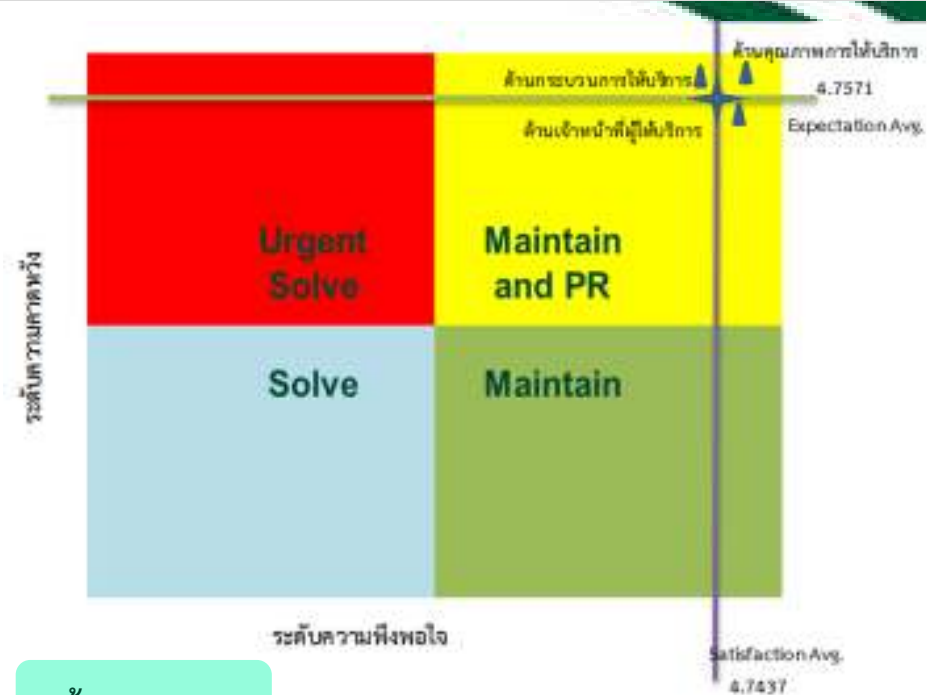 ด้านคุณภาพการให้บริการ
ด้านกระบวนการให้บริการ
4.7571
ด้านเจ้าหน้าที่ผู้ให้บริการ
Expectation Avg.
Urgent
Solve
Maintain
and PR
ระดับความคาดหวัง
Solve
Maintain
ระดับความพึงพอใจ
Satisfaction Avg.
4.7437